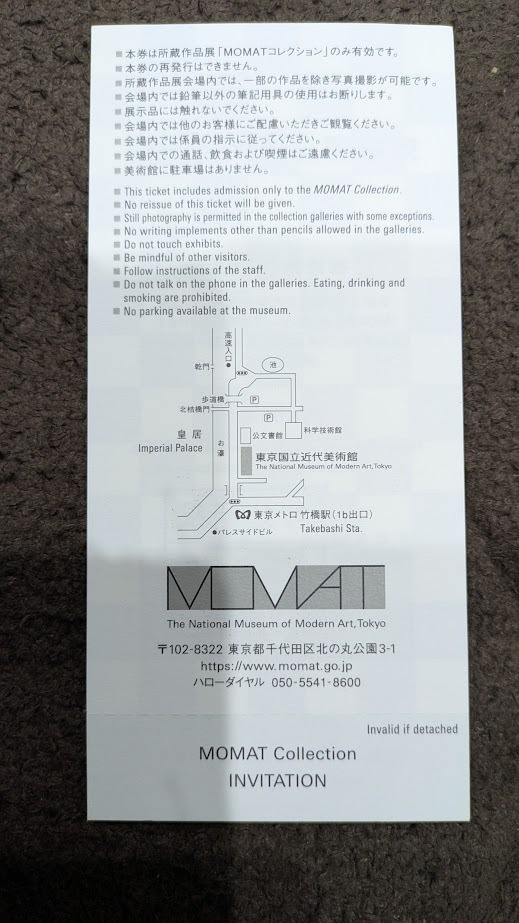 ■ 本券は所蔵作品展「MOMATコレクション」のみ有効です。
■ 本券の再発行はできません。
■ 所蔵作品展会場内では、一部の作品を除き写真撮影が可能です。
■ 会場内では鉛筆以外の筆記用具の使用はお断りします。
■ 展示品には触れないでください。
■ 会場内では他のお客様にご配慮いただきご観覧ください。
■ 会場内では係員の指示に従ってください。
■ 会場内での通話、飲食および喫煙はご遠慮ください。
■ 美術館に駐車場はありません。
■ This ticket includes admission only to the MOMAT Collection.
■ No reissue of this ticket will be given.
■ Still photography is permitted in the collection galleries with some exceptions.
■ No writing implements other than pencils allowed in the galleries.
■ Do not touch exhibits.
■ Be mindful of other visitors.
■ Follow instructions of the staff.
■ Do not talk on the phone in the galleries. Eating, drinking and
smoking are prohibited.
■ No parking available at the museum.
高速入口
乾門
池
歩道橋
P
北桔橋門
P
皇居
Imperial Palace
お濠
公文書館
科学技術館
東京国立近代美術館
The National Museum of Modern Art, Tokyo
東京メトロ 竹橋駅(1b出口)
Takebashi Sta.
●パレスサイドビル
MOMAT
The National Museum of Modern Art, Tokyo
〒102-8322 東京都千代田区北の丸公園3-1
https://www.momat.go.jp
ハローダイヤル 050-5541-8600
Invalid if detached
MOMAT Collection
INVITATION